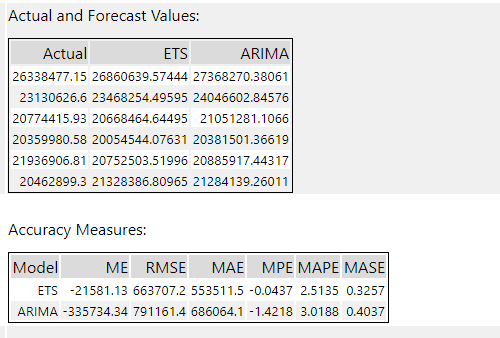 Actual and Forecast Values:
Actual ETS ARIMA
26338477.15 26860639.57444 27368270.38061
23130626.6 23468254.49595 24046602.84576
20774415.93 20668464.64495 21051281.1066
20359980.58 20054544.07631 20381501.36619
21936906.81 20752503.51996 20885917.44317
20462899.3 21328386.80965 21284139.26011
Accuracy Measures:
Model ME RMSE MAE MPE MAPE MASE
ETS -21581.13 663707.2 553511.5 -0.0437 2.5135 0.3257
ARIMA -335734.34 791161.4 686064.1 -1.4218 3.0188 0.4037